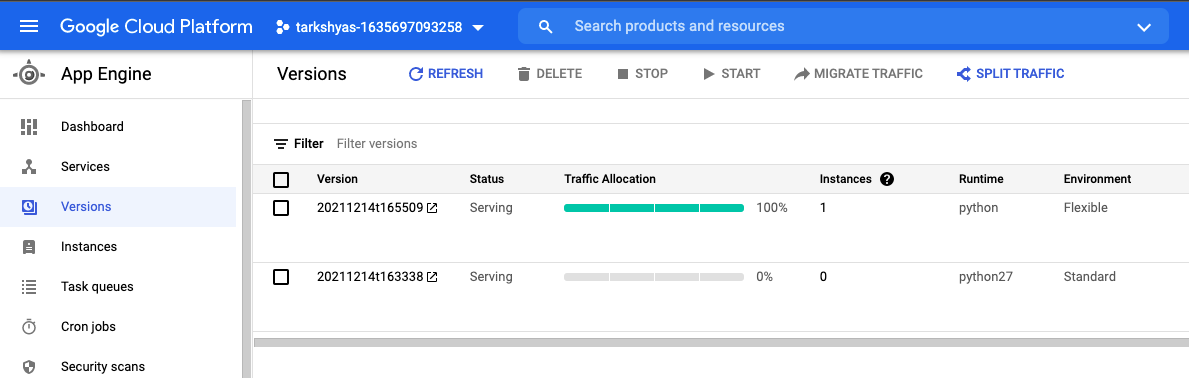 Google Cloud Platform tarkshyas-1635697093258 Search products and resources
App Engine Versions REFRESH DELETE STOP START MIGRATE TRAFFIC SPLIT TRAFFIC
Dashboard
Filter Filter versions
Services
Version Status Traffic Allocation Instances ? Runtime Environment
Versions
20211214t165509 Serving 100% 1 python Flexible
Instances
20211214t163338 Serving 0% 0 python27 Standard
Task queues
Cron jobs
Security scans